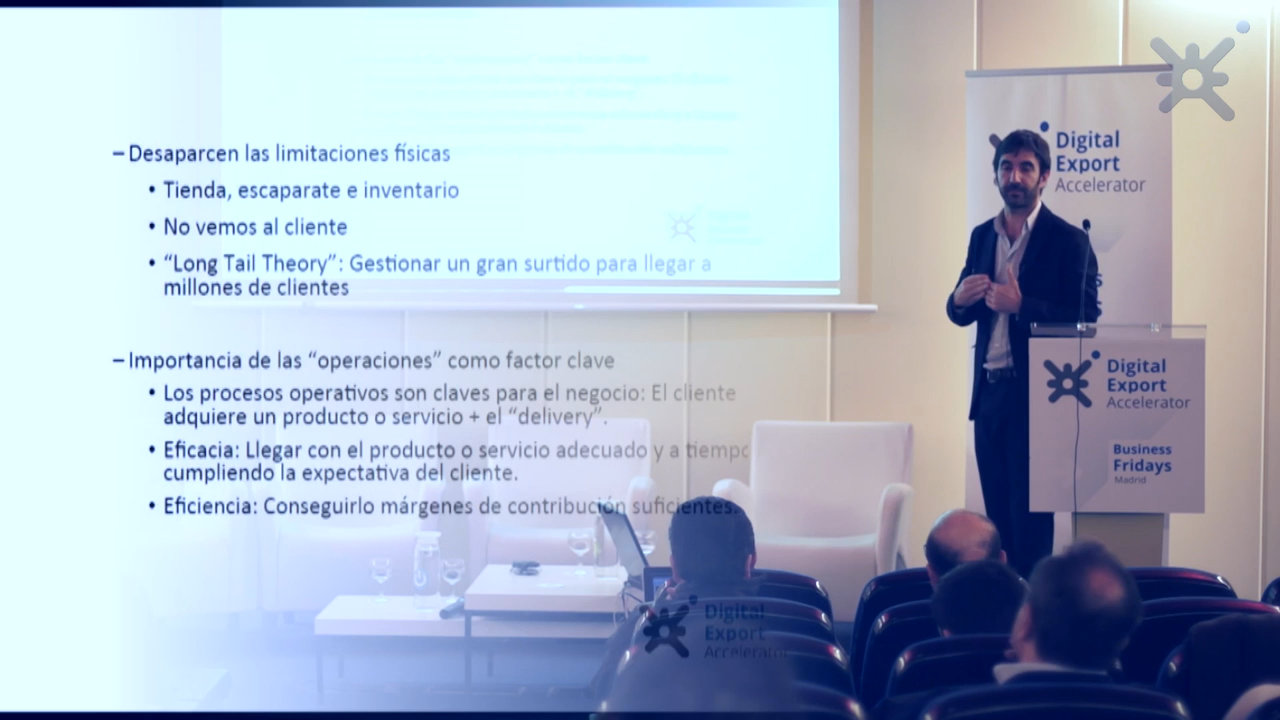 – Desaparcen las limitaciones físicas
• Tienda, escaparate e inventario
• No vemos al cliente
• “Long Tail Theory”: Gestionar un gran surtido para llegar a
millones de clientes
– Importancia de las “operaciones” como factor clave
• Los procesos operativos son claves para el negocio: El cliente
adquiere un producto o servicio + el “delivery”.
• Eficacia: Llegar con el producto o servicio adecuado y a tiempo
cumpliendo la expectativa del cliente.
• Eficiencia: Conseguirlo márgenes de contribución suficientes.
Digital
Export
Accelerator
Digital
Export
Accelerator
Business
Fridays
Madrid
Digital
Export
Accelerator